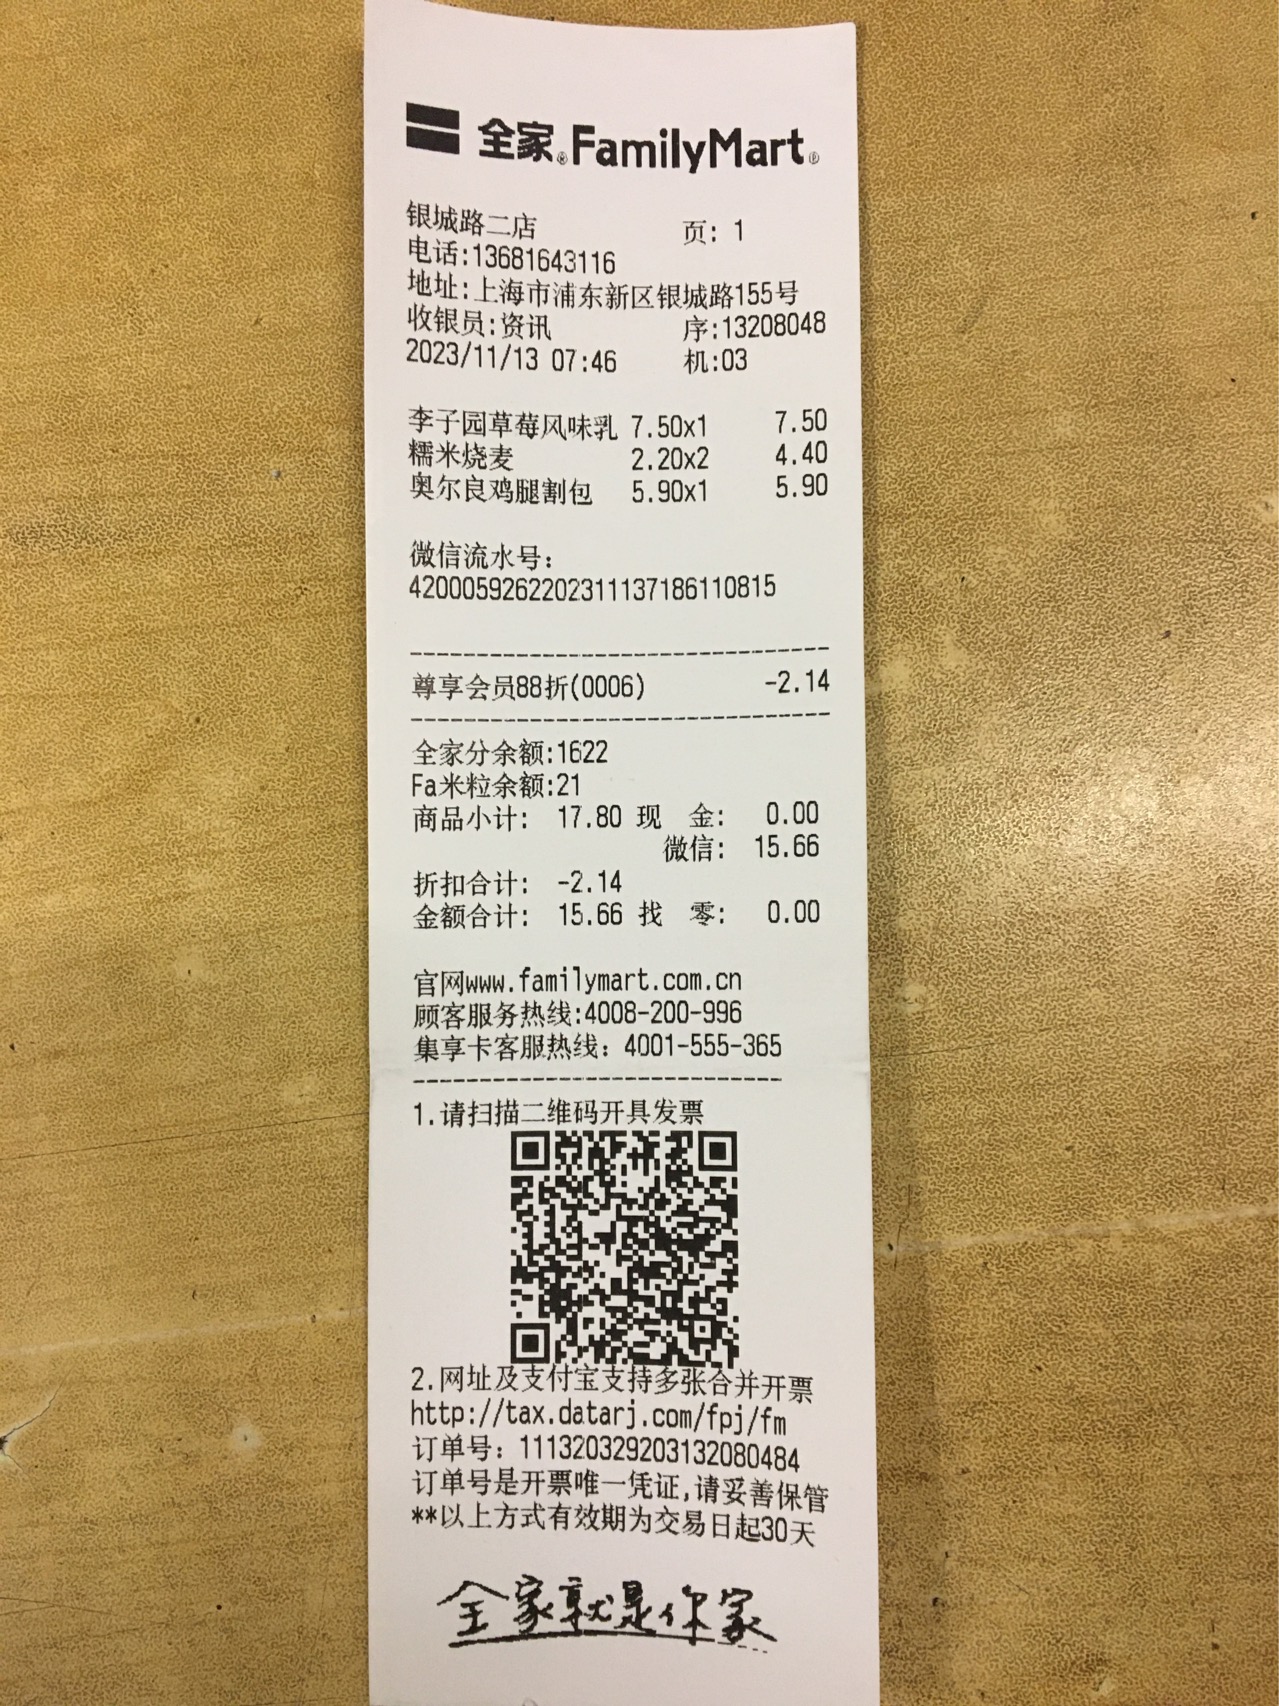 全家® FamilyMart®
银城路二店 页: 1
电话:13681643116
地址:上海市浦东新区银城路155号
收银员:资讯 序:13208048
2023/11/13 07:46 机:03
李子园草莓风味乳 7.50x1 7.50
糯米烧麦 2.20x2 4.40
奥尔良鸡腿割包 5.90x1 5.90
微信流水号:
4200059262202311137186110815
尊享会员88折(0006) -2.14
全家分余额:1622
Fa米粒余额:21
商品小计: 17.80 现 金: 0.00
微信: 15.66
折扣合计: -2.14
金额合计: 15.66 找 零: 0.00
官网www.familymart.com.cn
顾客服务热线:4008-200-996
集享卡客服热线: 4001-555-365
1.请扫描二维码开具发票
2.网址及支付宝支持多张合并开票
http://tax.datarj.com/fpj/fm
订单号: 111320329203132080484
订单号是开票唯一凭证,请妥善保管
**以上方式有效期为交易日起30天
全家就是你家